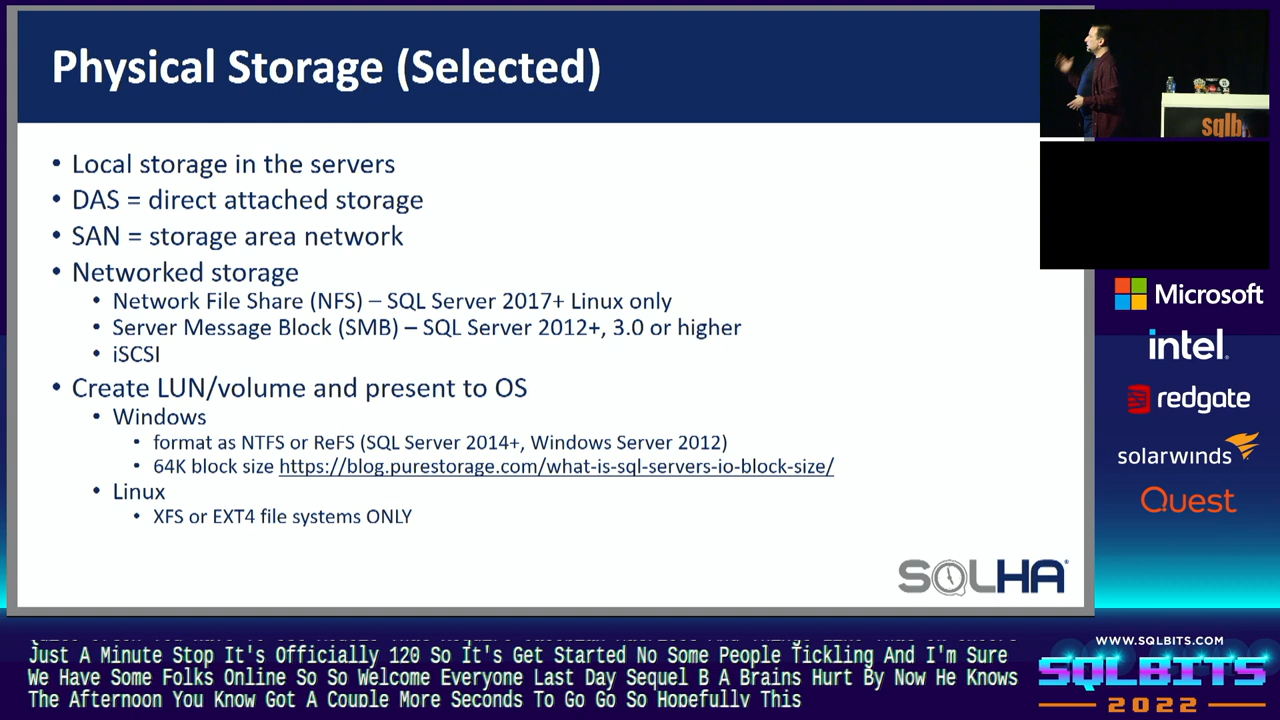 Physical Storage (Selected)
• Local storage in the servers
• DAS = direct attached storage
• SAN = storage area network
• Networked storage
• Network File Share (NFS) – SQL Server 2017+ Linux only
• Server Message Block (SMB) – SQL Server 2012+, 3.0 or higher
• iSCSI
• Create LUN/volume and present to OS
• Windows
• format as NTFS or ReFS (SQL Server 2014+, Windows Server 2012)
• 64K block size https://blog.purestorage.com/what-is-sql-servers-io-block-size/
• Linux
• XFS or EXT4 file systems ONLY
SQLHA
sqlb
Microsoft
intel
redgate
solarwinds
Quest
WWW.SQLBITS.COM
SQLBITS
2022
Just A Minute Stop It's Officially 120 So It's Get Started No Some People Tickling And I'm Sure
We Have Some Folks Online So So Welcome Everyone Last Day Sequel B A Brains Hurt By Now He Knows
The Afternoon You Know Got A Couple More Seconds To Go Go So Hopefully This